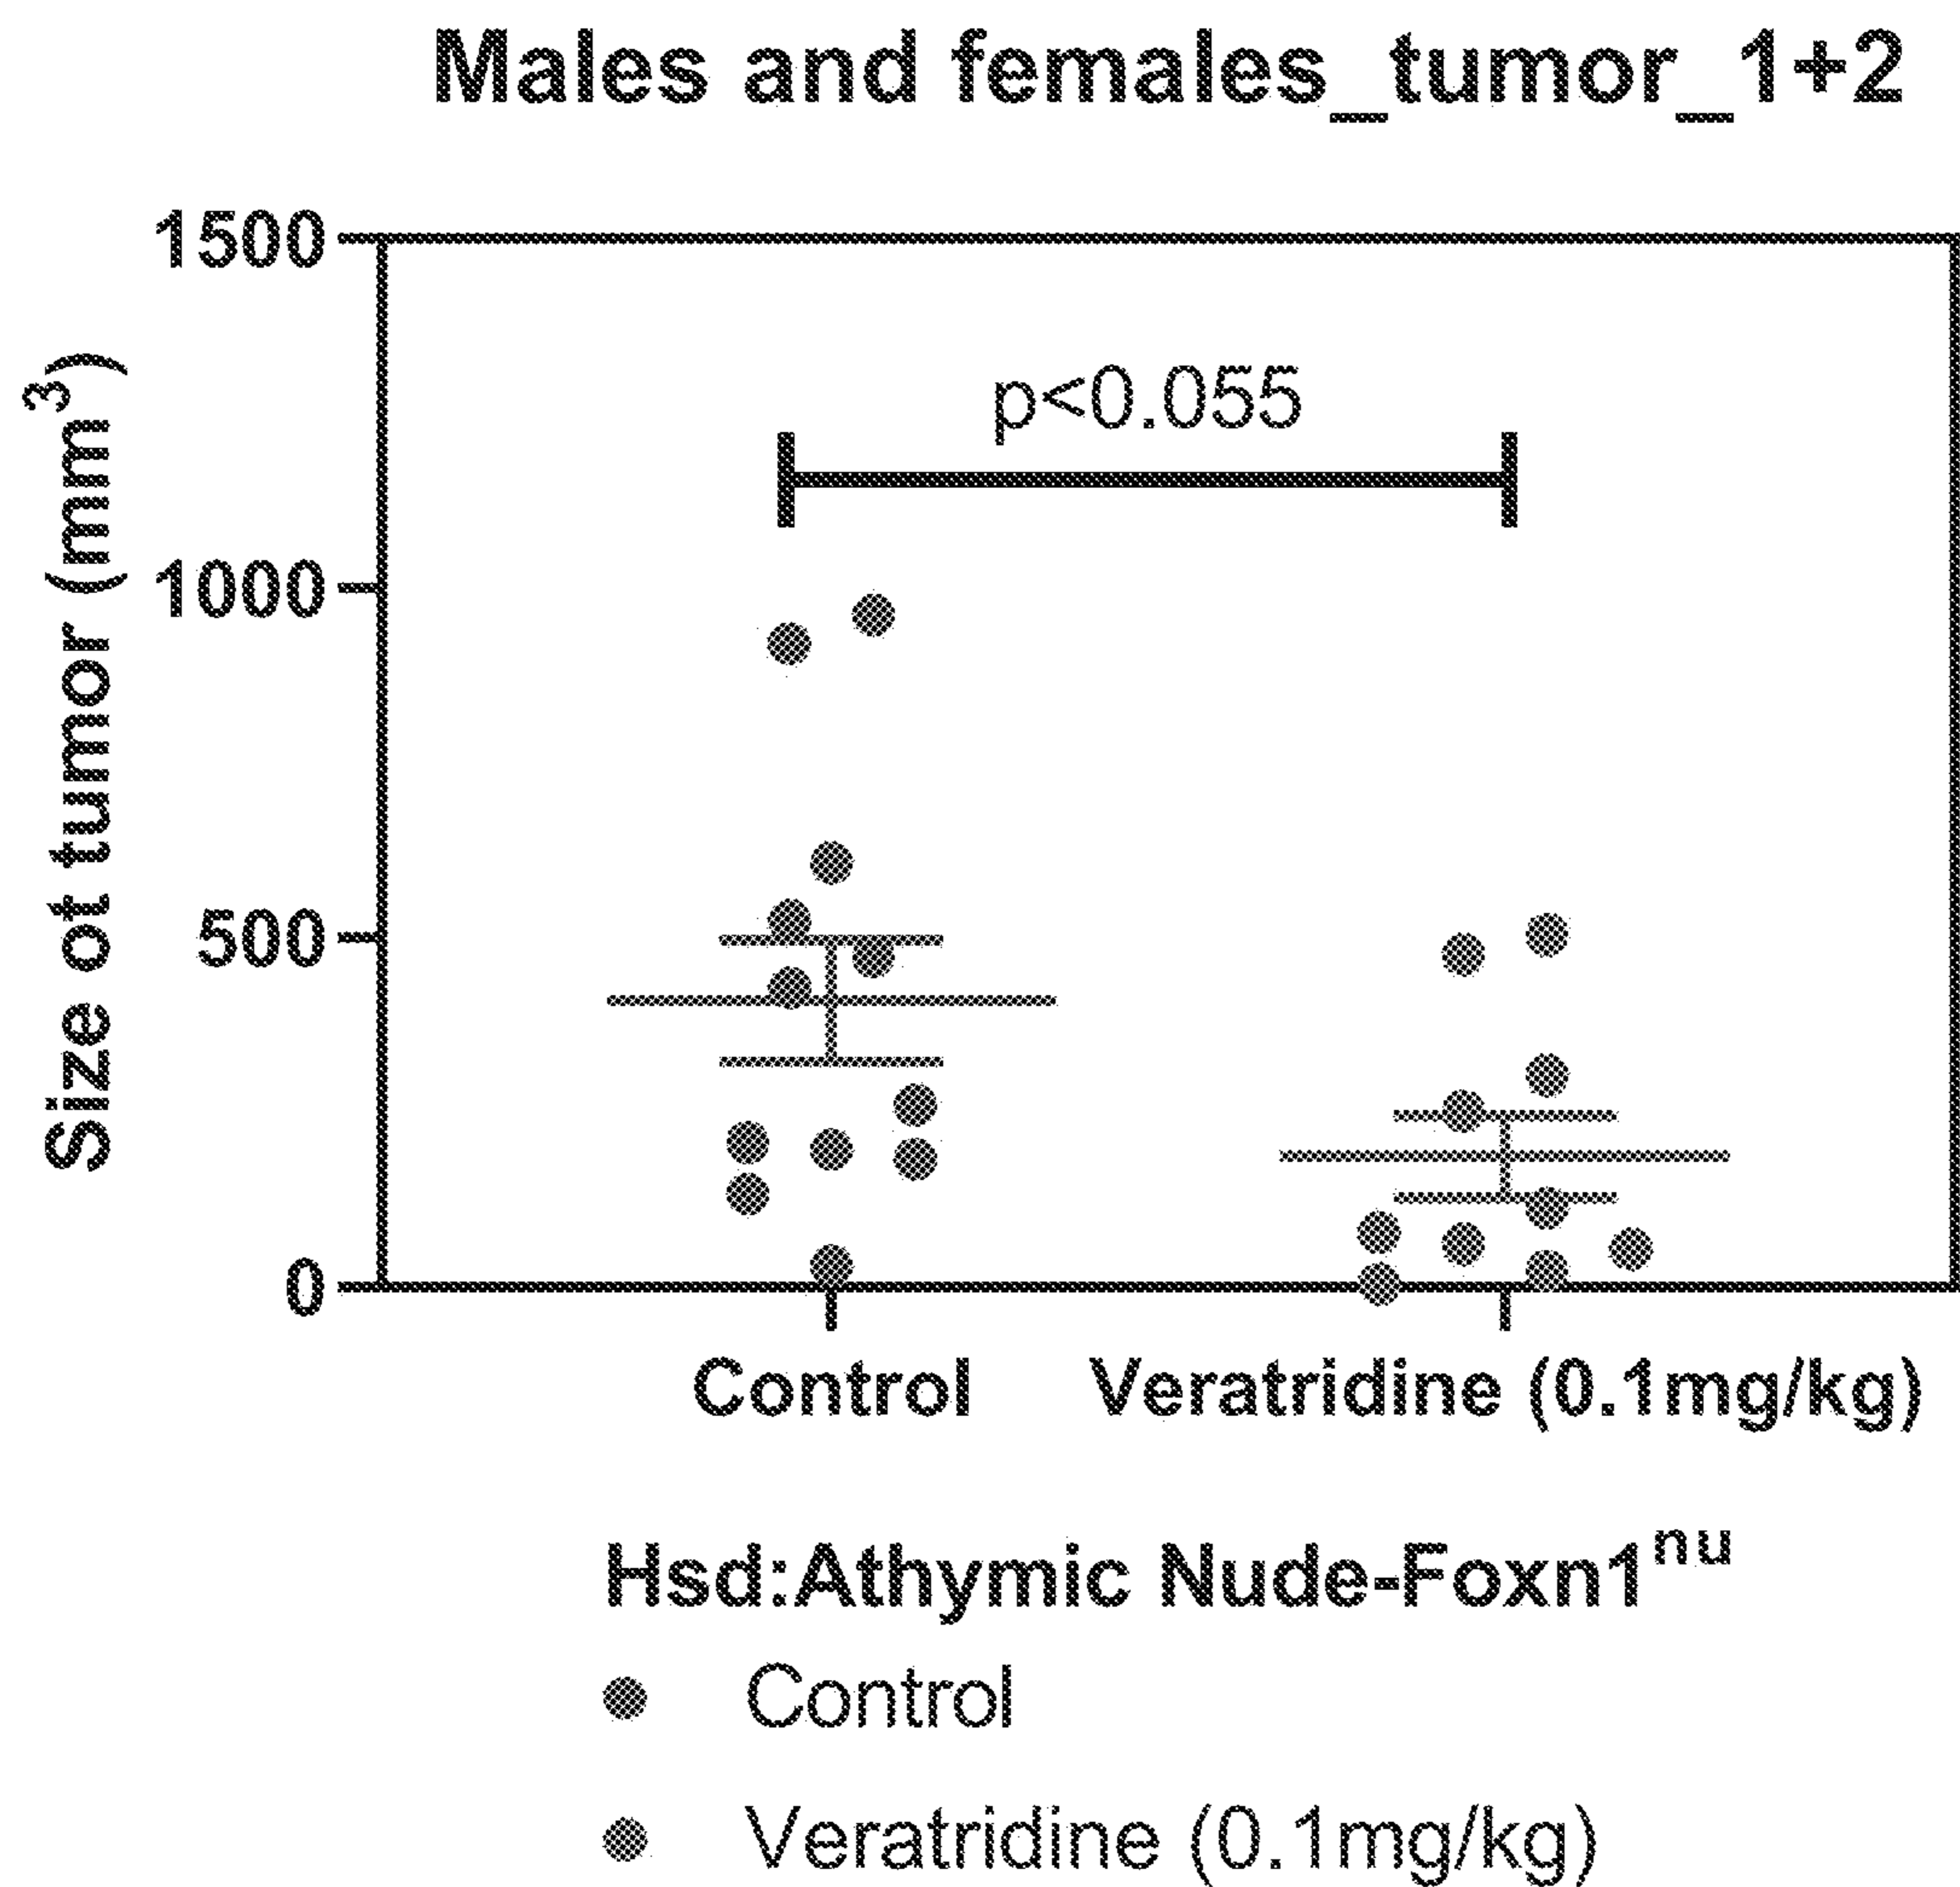 Males and females_tumor_1+2
Size ot tumor (mm³)
1500
1000
500
0
p<0.055
Control
Veratridine (0.1mg/kg)
Hsd:Athymic Nude-Foxn1ⁿᵘ
Control
Veratridine (0.1mg/kg)